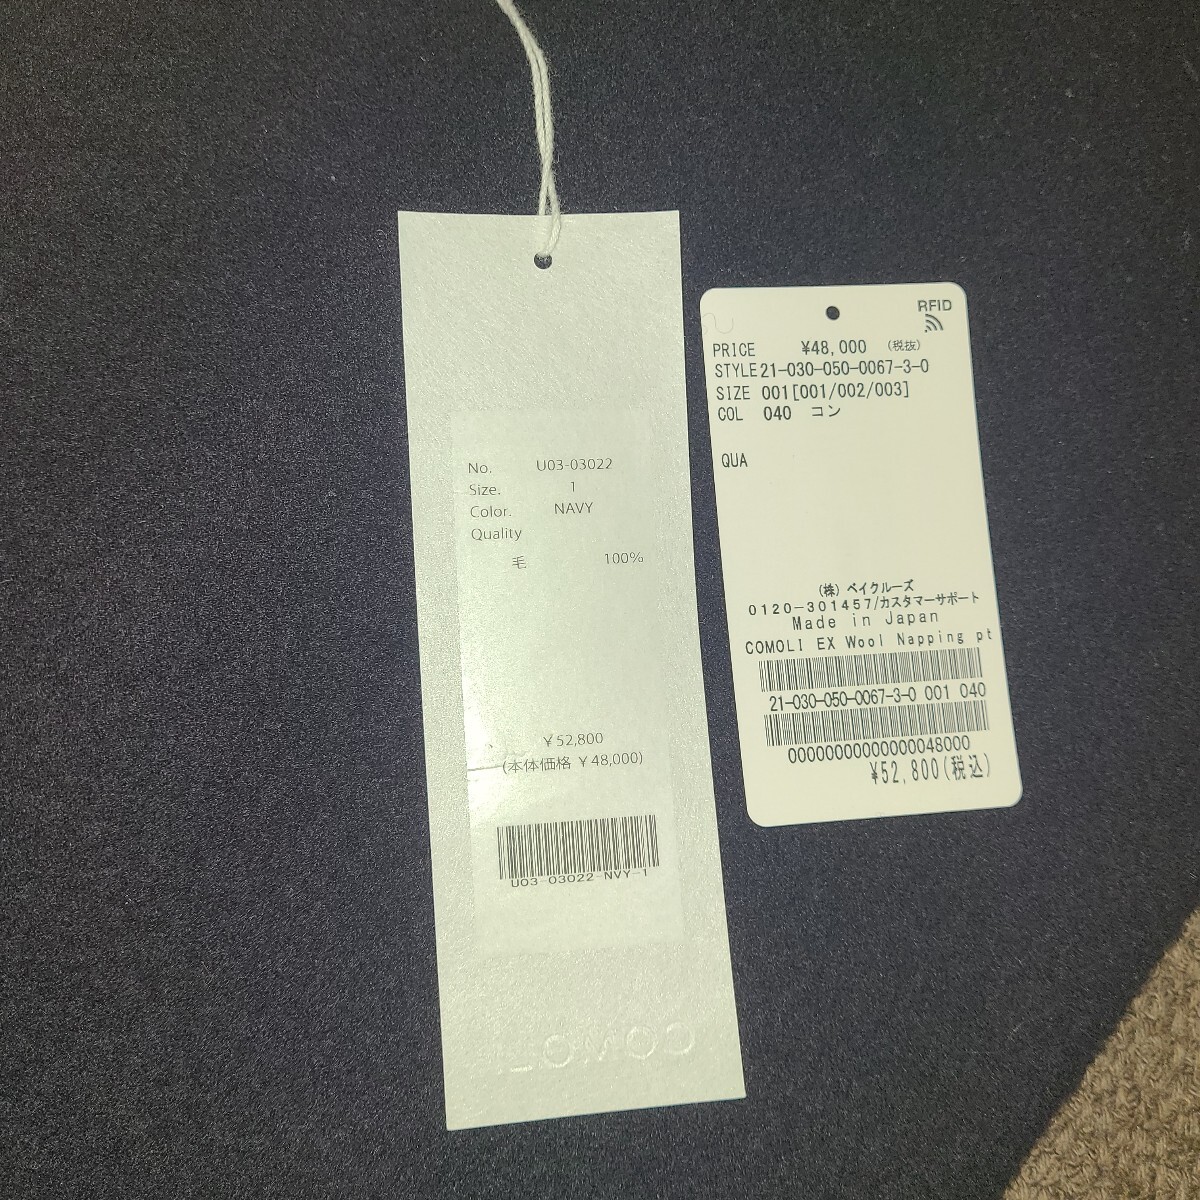 No. U03-03022
Size. 1
Color. NAVY
Quality
毛 100%
¥52,800
(本体価格 ¥48,000)
U03-03022-NVY-1
RFID
PRICE ¥48,000 (税抜)
STYLE 21-030-050-0067-3-0
SIZE 001[001/002/003]
COL 040 コン
QUA
(株) ベイクルーズ
0120-301457/カスタマーサポート
Made in Japan
COMOLI EX Wool Napping pt
21-030-050-0067-3-0 001 040
00000000000000048000
¥52,800(税込)